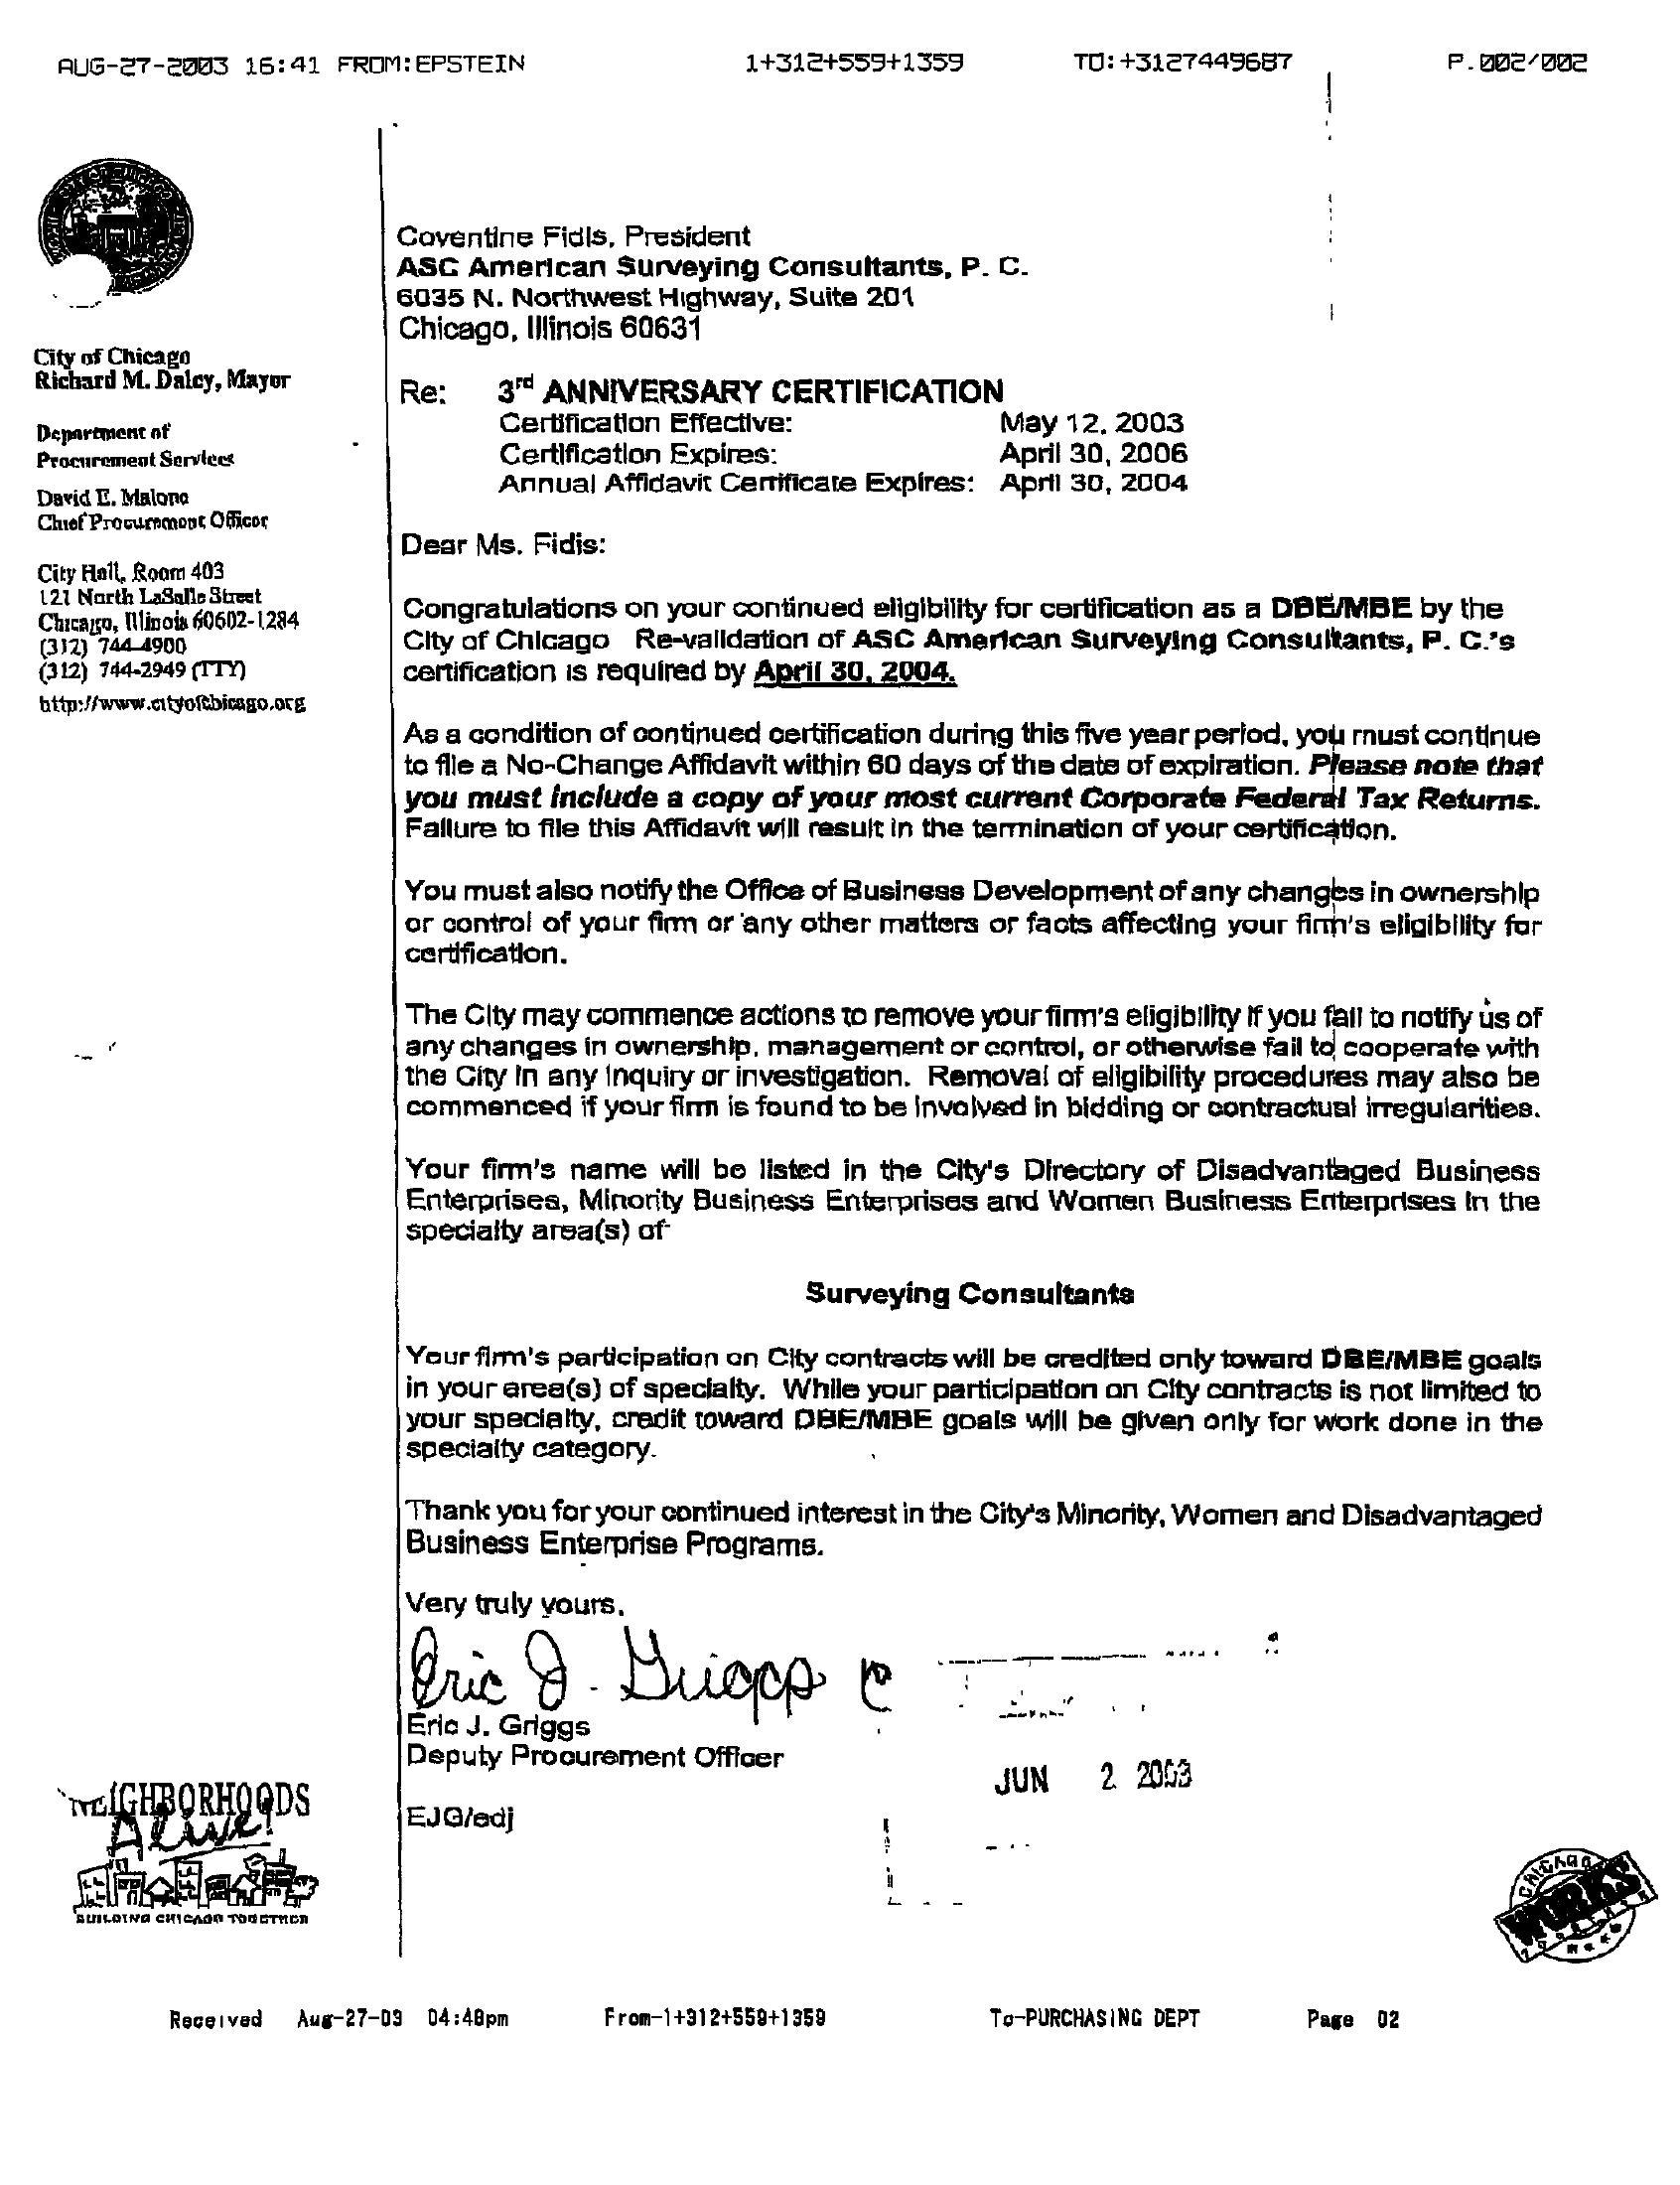 AUG-27-2003 16:41 FROM:EPSTEIN 1+312+559+1359 TO:+3127449687 P.002/002
City of Chicago
Richard M. Daley, Mayor
Department of
Procurement Services
David E. Malone
Chief Procurement Officer
City Hall, Room 403
121 North LaSalle Street
Chicago, Illinois 60602-1284
(312) 744-4900
(312) 744-2949 (TTY)
http://www.cityofchicago.org
Coventine Fidis, President
ASC American Surveying Consultants, P. C.
6035 N. Northwest Highway, Suite 201
Chicago, Illinois 60631
Re: 3rd ANNIVERSARY CERTIFICATION
Certification Effective: May 12, 2003
Certification Expires: April 30, 2006
Annual Affidavit Certificate Expires: April 30, 2004
Dear Ms. Fidis:
Congratulations on your continued eligibility for certification as a DBE/MBE by the
City of Chicago Re-validation of ASC American Surveying Consultants, P. C.'s
certification is required by April 30, 2004.
As a condition of continued certification during this five year period, you must continue
to file a No-Change Affidavit within 60 days of the date of expiration. Please note that
you must include a copy of your most current Corporate Federal Tax Returns.
Failure to file this Affidavit will result in the termination of your certification.
You must also notify the Office of Business Development of any changes in ownership
or control of your firm or any other matters or facts affecting your firm's eligibility for
certification.
The City may commence actions to remove your firm's eligibility if you fail to notify us of
any changes in ownership, management or control, or otherwise fail to cooperate with
the City in any inquiry or investigation. Removal of eligibility procedures may also be
commenced if your firm is found to be involved in bidding or contractual irregularities.
Your firm's name will be listed in the City's Directory of Disadvantaged Business
Enterprises, Minority Business Enterprises and Women Business Enterprises in the
specialty area(s) of
Surveying Consultants
Your firm's participation on City contracts will be credited only toward DBE/MBE goals
in your area(s) of specialty. While your participation on City contracts is not limited to
your specialty, credit toward DBE/MBE goals will be given only for work done in the
specialty category.
Thank you for your continued interest in the City's Minority, Women and Disadvantaged
Business Enterprise Programs.
Very truly yours,
Eric J. Griggs
Eric J. Griggs
Deputy Procurement Officer
JUN 2 2003
EJG/edj
NEIGHBORHOODS
Alive!
BUILDING CHICAGO TOGETHER
CHICAGO
WORKS
TOGETHER
Received Aug-27-03 04:48pm From-1+312+559+1359 To-PURCHASING DEPT Page 02